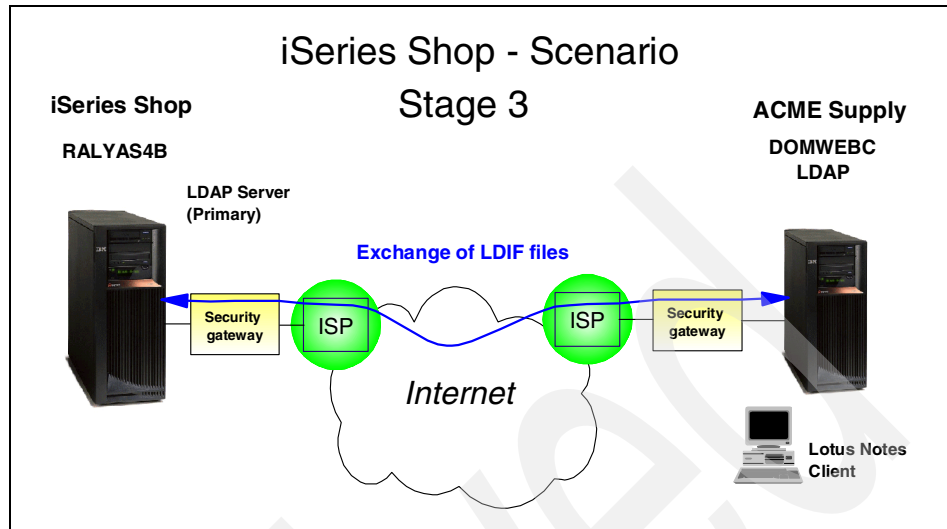 iSeries Shop - Scenario
Stage 3
iSeries Shop
RALYAS4B
LDAP Server
(Primary)
ACME Supply
DOMWEBC
LDAP
Exchange of LDIF files
Security
gateway
ISP
Internet
ISP
Security
gateway
Lotus Notes
Client